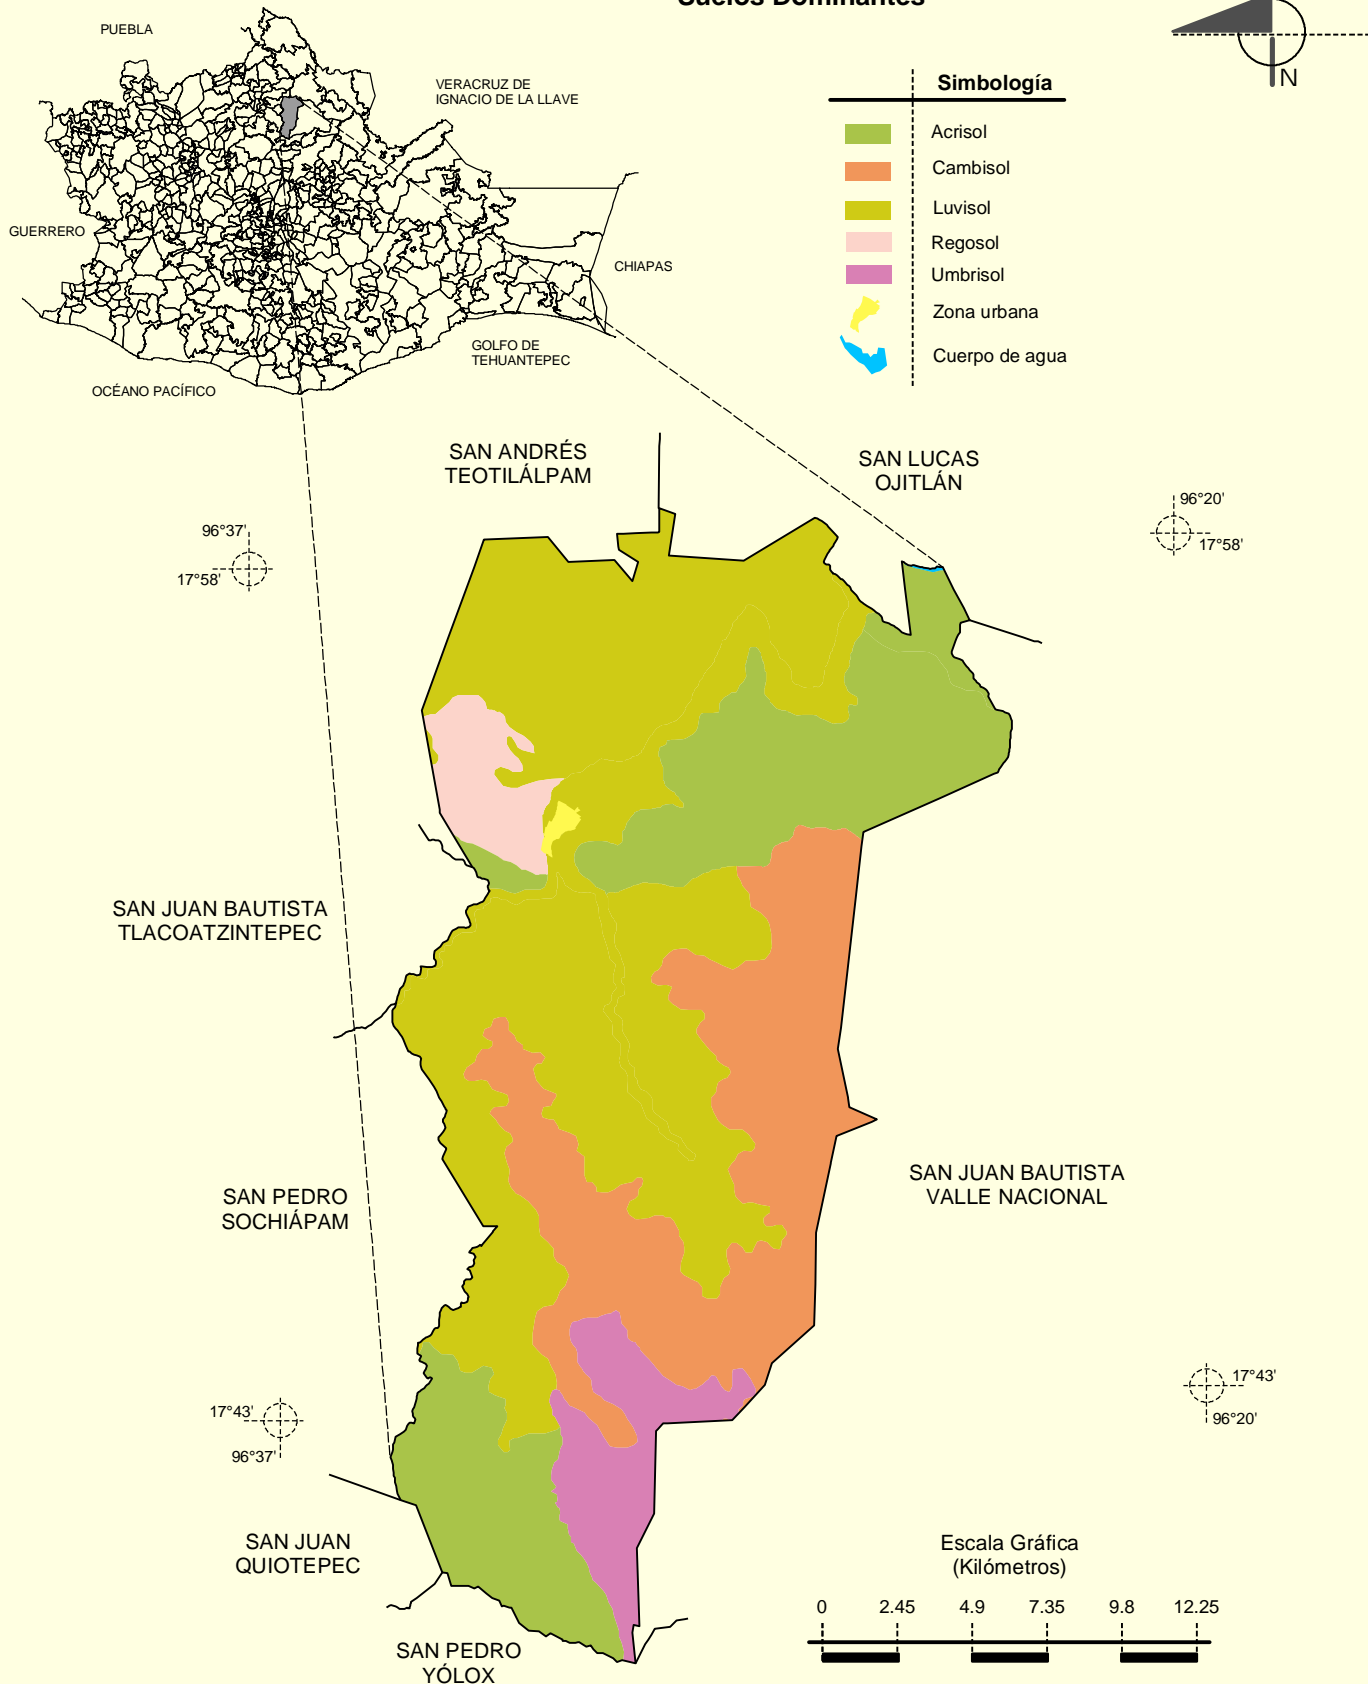 Suelos Dominantes
PUEBLA
VERACRUZ DE
IGNACIO DE LA LLAVE
GUERRERO
CHIAPAS
GOLFO DE
TEHUANTEPEC
OCÉANO PACÍFICO
N
Simbología
Acrisol
Cambisol
Luvisol
Regosol
Umbrisol
Zona urbana
Cuerpo de agua
SAN ANDRÉS
TEOTILÁLPAM
SAN LUCAS
OJITLÁN
96°37'
17°58'
96°20'
17°58'
SAN JUAN BAUTISTA
TLACOATZINTEPEC
SAN PEDRO
SOCHIÁPAM
SAN JUAN BAUTISTA
VALLE NACIONAL
17°43'
96°37'
17°43'
96°20'
SAN JUAN
QUIOTEPEC
SAN PEDRO
YÓLOX
Escala Gráfica
(Kilómetros)
0 2.45 4.9 7.35 9.8 12.25